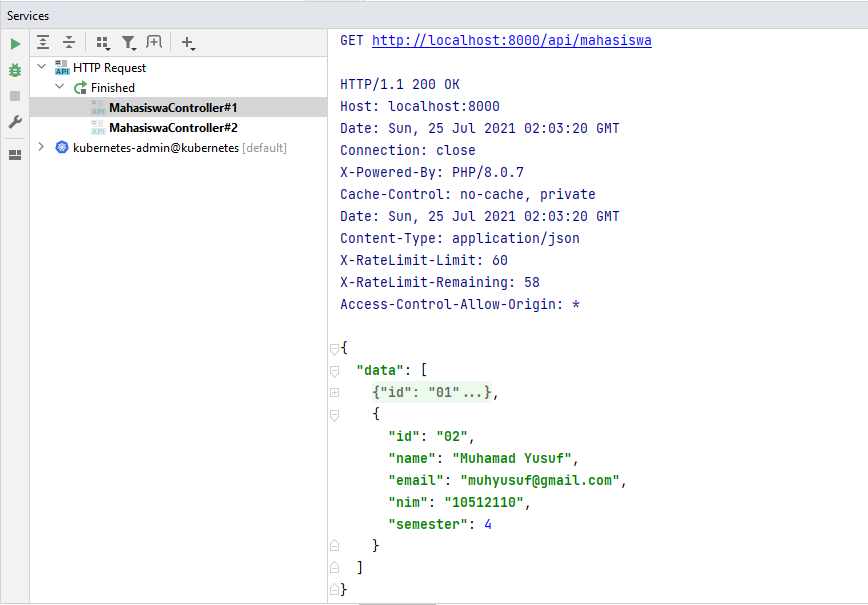 Services
HTTP Request
Finished
MahasiswaController#1
MahasiswaController#2
kubernetes-admin@kubernetes [default]
GET http://localhost:8000/api/mahasiswa
HTTP/1.1 200 OK
Host: localhost:8000
Date: Sun, 25 Jul 2021 02:03:20 GMT
Connection: close
X-Powered-By: PHP/8.0.7
Cache-Control: no-cache, private
Date: Sun, 25 Jul 2021 02:03:20 GMT
Content-Type: application/json
X-RateLimit-Limit: 60
X-RateLimit-Remaining: 58
Access-Control-Allow-Origin: *
{
"data": [
{"id": "01"...},
{
"id": "02",
"name": "Muhamad Yusuf",
"email": "muhyusuf@gmail.com",
"nim": "10512110",
"semester": 4
}
]
}